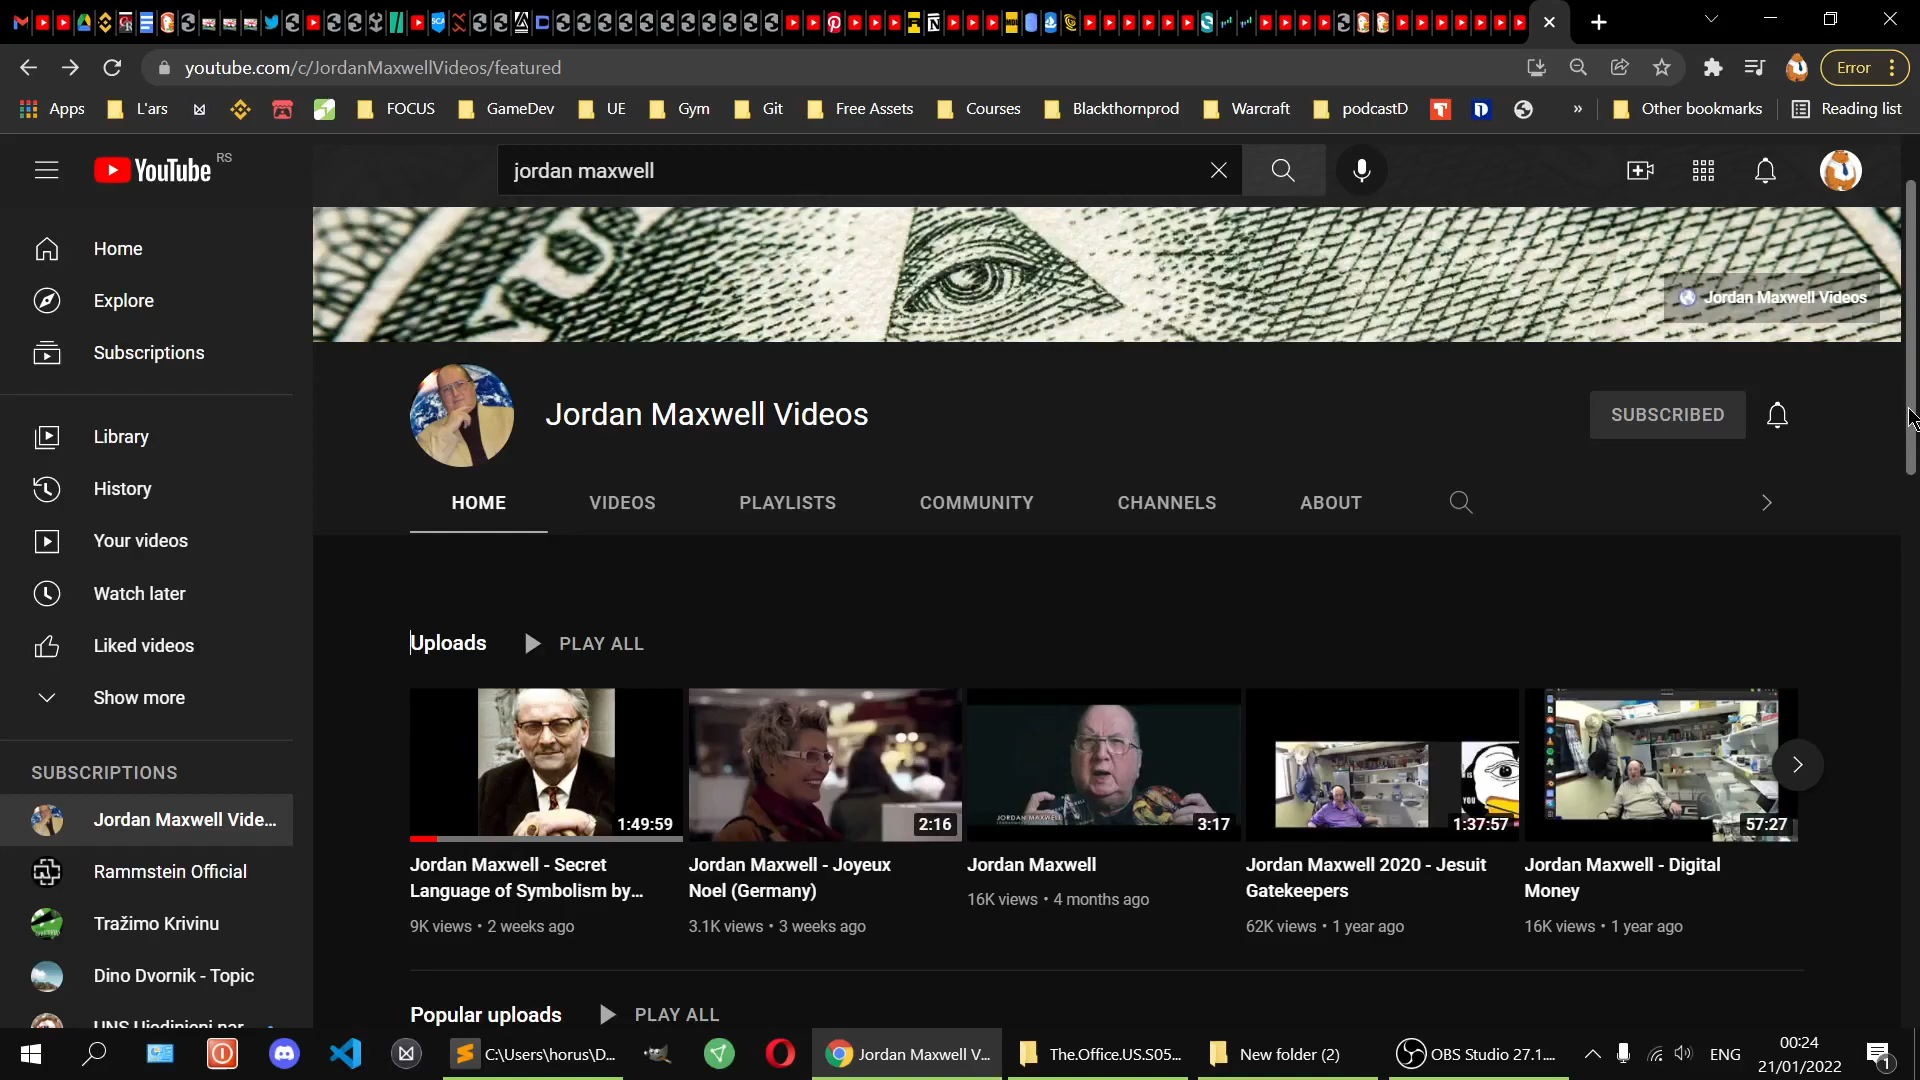 youtube.com/c/JordanMaxwellVideos/featured
Error
Apps
L'ars
FOCUS
GameDev
UE
Gym
Git
Free Assets
Courses
Blackthornprod
Warcraft
podcastD
»
Other bookmarks
Reading list
YouTube RS
jordan maxwell
Home
Explore
Subscriptions
Library
History
Your videos
Watch later
Liked videos
Show more
SUBSCRIPTIONS
Jordan Maxwell Vide...
Rammstein Official
Tražimo Krivinu
Dino Dvornik - Topic
Jordan Maxwell Videos
Jordan Maxwell Videos
SUBSCRIBED
HOME
VIDEOS
PLAYLISTS
COMMUNITY
CHANNELS
ABOUT
Uploads
PLAY ALL
1:49:59
Jordan Maxwell - Secret
Language of Symbolism by...
9K views • 2 weeks ago
2:16
Jordan Maxwell - Joyeux
Noel (Germany)
3.1K views • 3 weeks ago
JORDAN MAXWELL
3:17
Jordan Maxwell
16K views • 4 months ago
1:37:57
Jordan Maxwell 2020 - Jesuit
Gatekeepers
62K views • 1 year ago
57:27
Jordan Maxwell - Digital
Money
16K views • 1 year ago
Popular uploads
PLAY ALL
C:\Users\horus\D...
Jordan Maxwell V...
The.Office.US.S05...
New folder (2)
OBS Studio 27.1....
ENG
00:24
21/01/2022
1